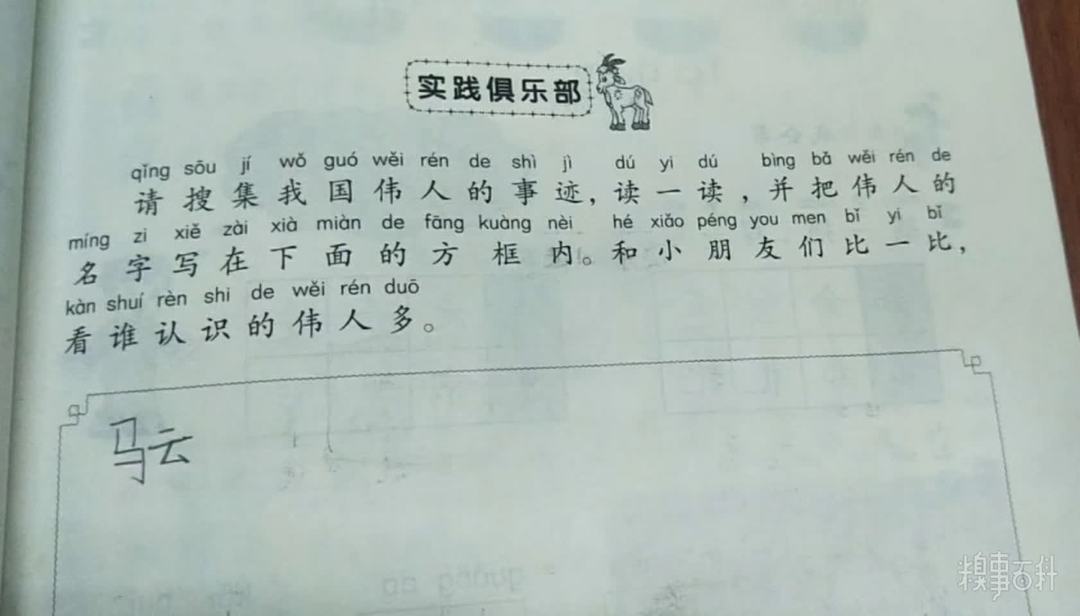 实践俱乐部
qǐng sōu jí wǒ guó wěi rén de shì jì dú yi dú bìng bǎ wěi rén de
请搜集我国伟人的事迹,读一读,并把伟人的
míng zi xiě zài xià miàn de fāng kuàng nèi hé xiǎo péng you men bǐ yi bǐ
名字写在下面的方框内。和小朋友们比一比,
kàn shuí rèn shi de wěi rén duō
看谁认识的伟人多。
马云
糗事百科